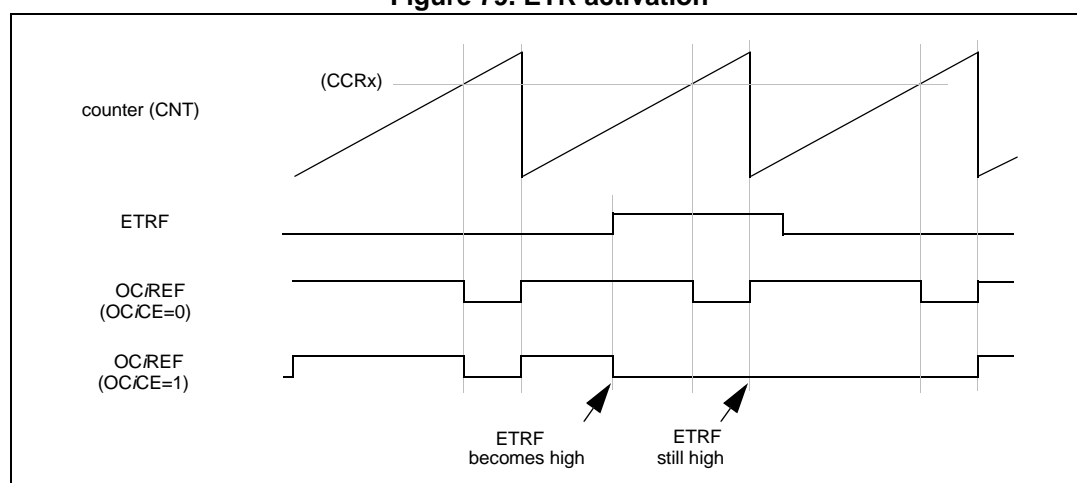 Figure 79. ETR activation
(CCRx)
counter (CNT)
ETRF
OCiREF
(OCiCE=0)
OCiREF
(OCiCE=1)
ETRF
becomes high
ETRF
still high